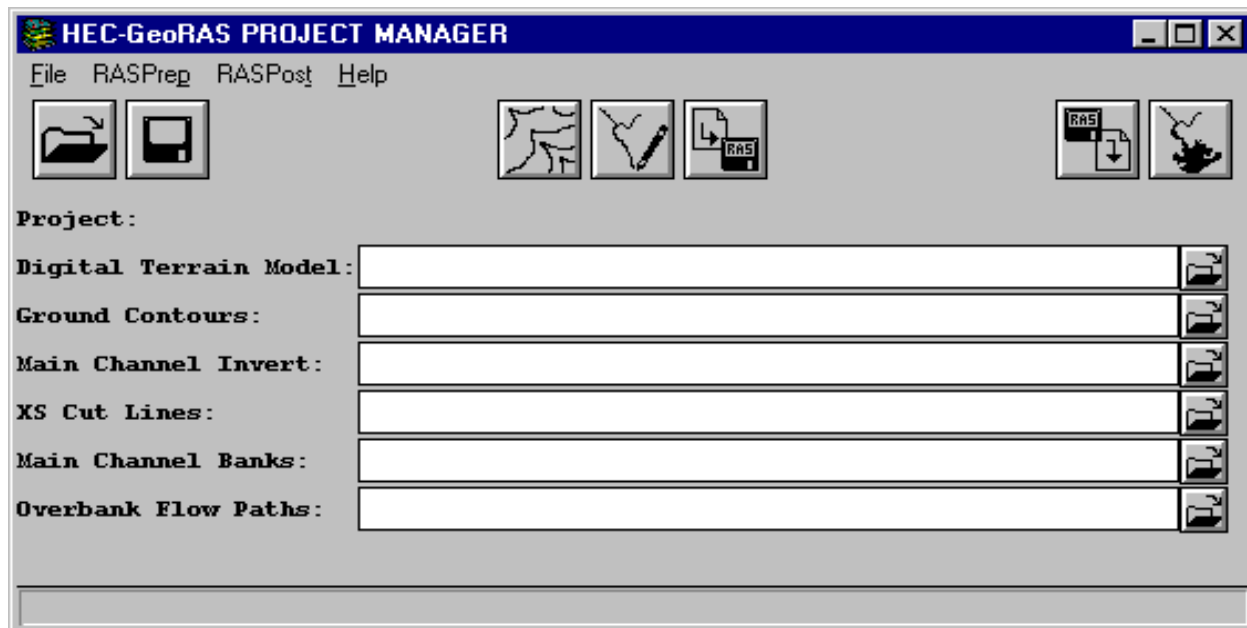 HEC-GeoRAS PROJECT MANAGER
File RASPrep RASPost Help
RAS
RAS
Project:
Digital Terrain Model:
Ground Contours:
Main Channel Invert:
XS Cut Lines:
Main Channel Banks:
Overbank Flow Paths: